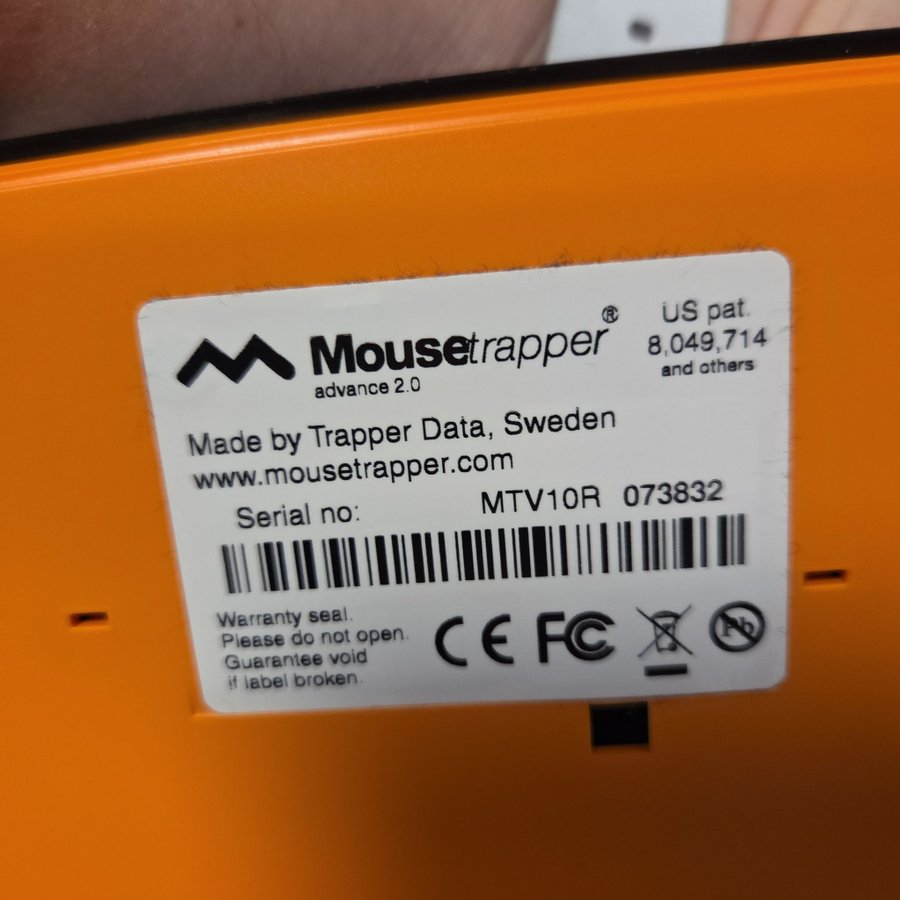 Mousetrapper®
advance 2.0
US pat.
8,049,714
and others
Made by Trapper Data, Sweden
www.mousetrapper.com
Serial no: MTV10R 073832
Warranty seal.
Please do not open.
Guarantee void
if label broken.
CE FC Pb